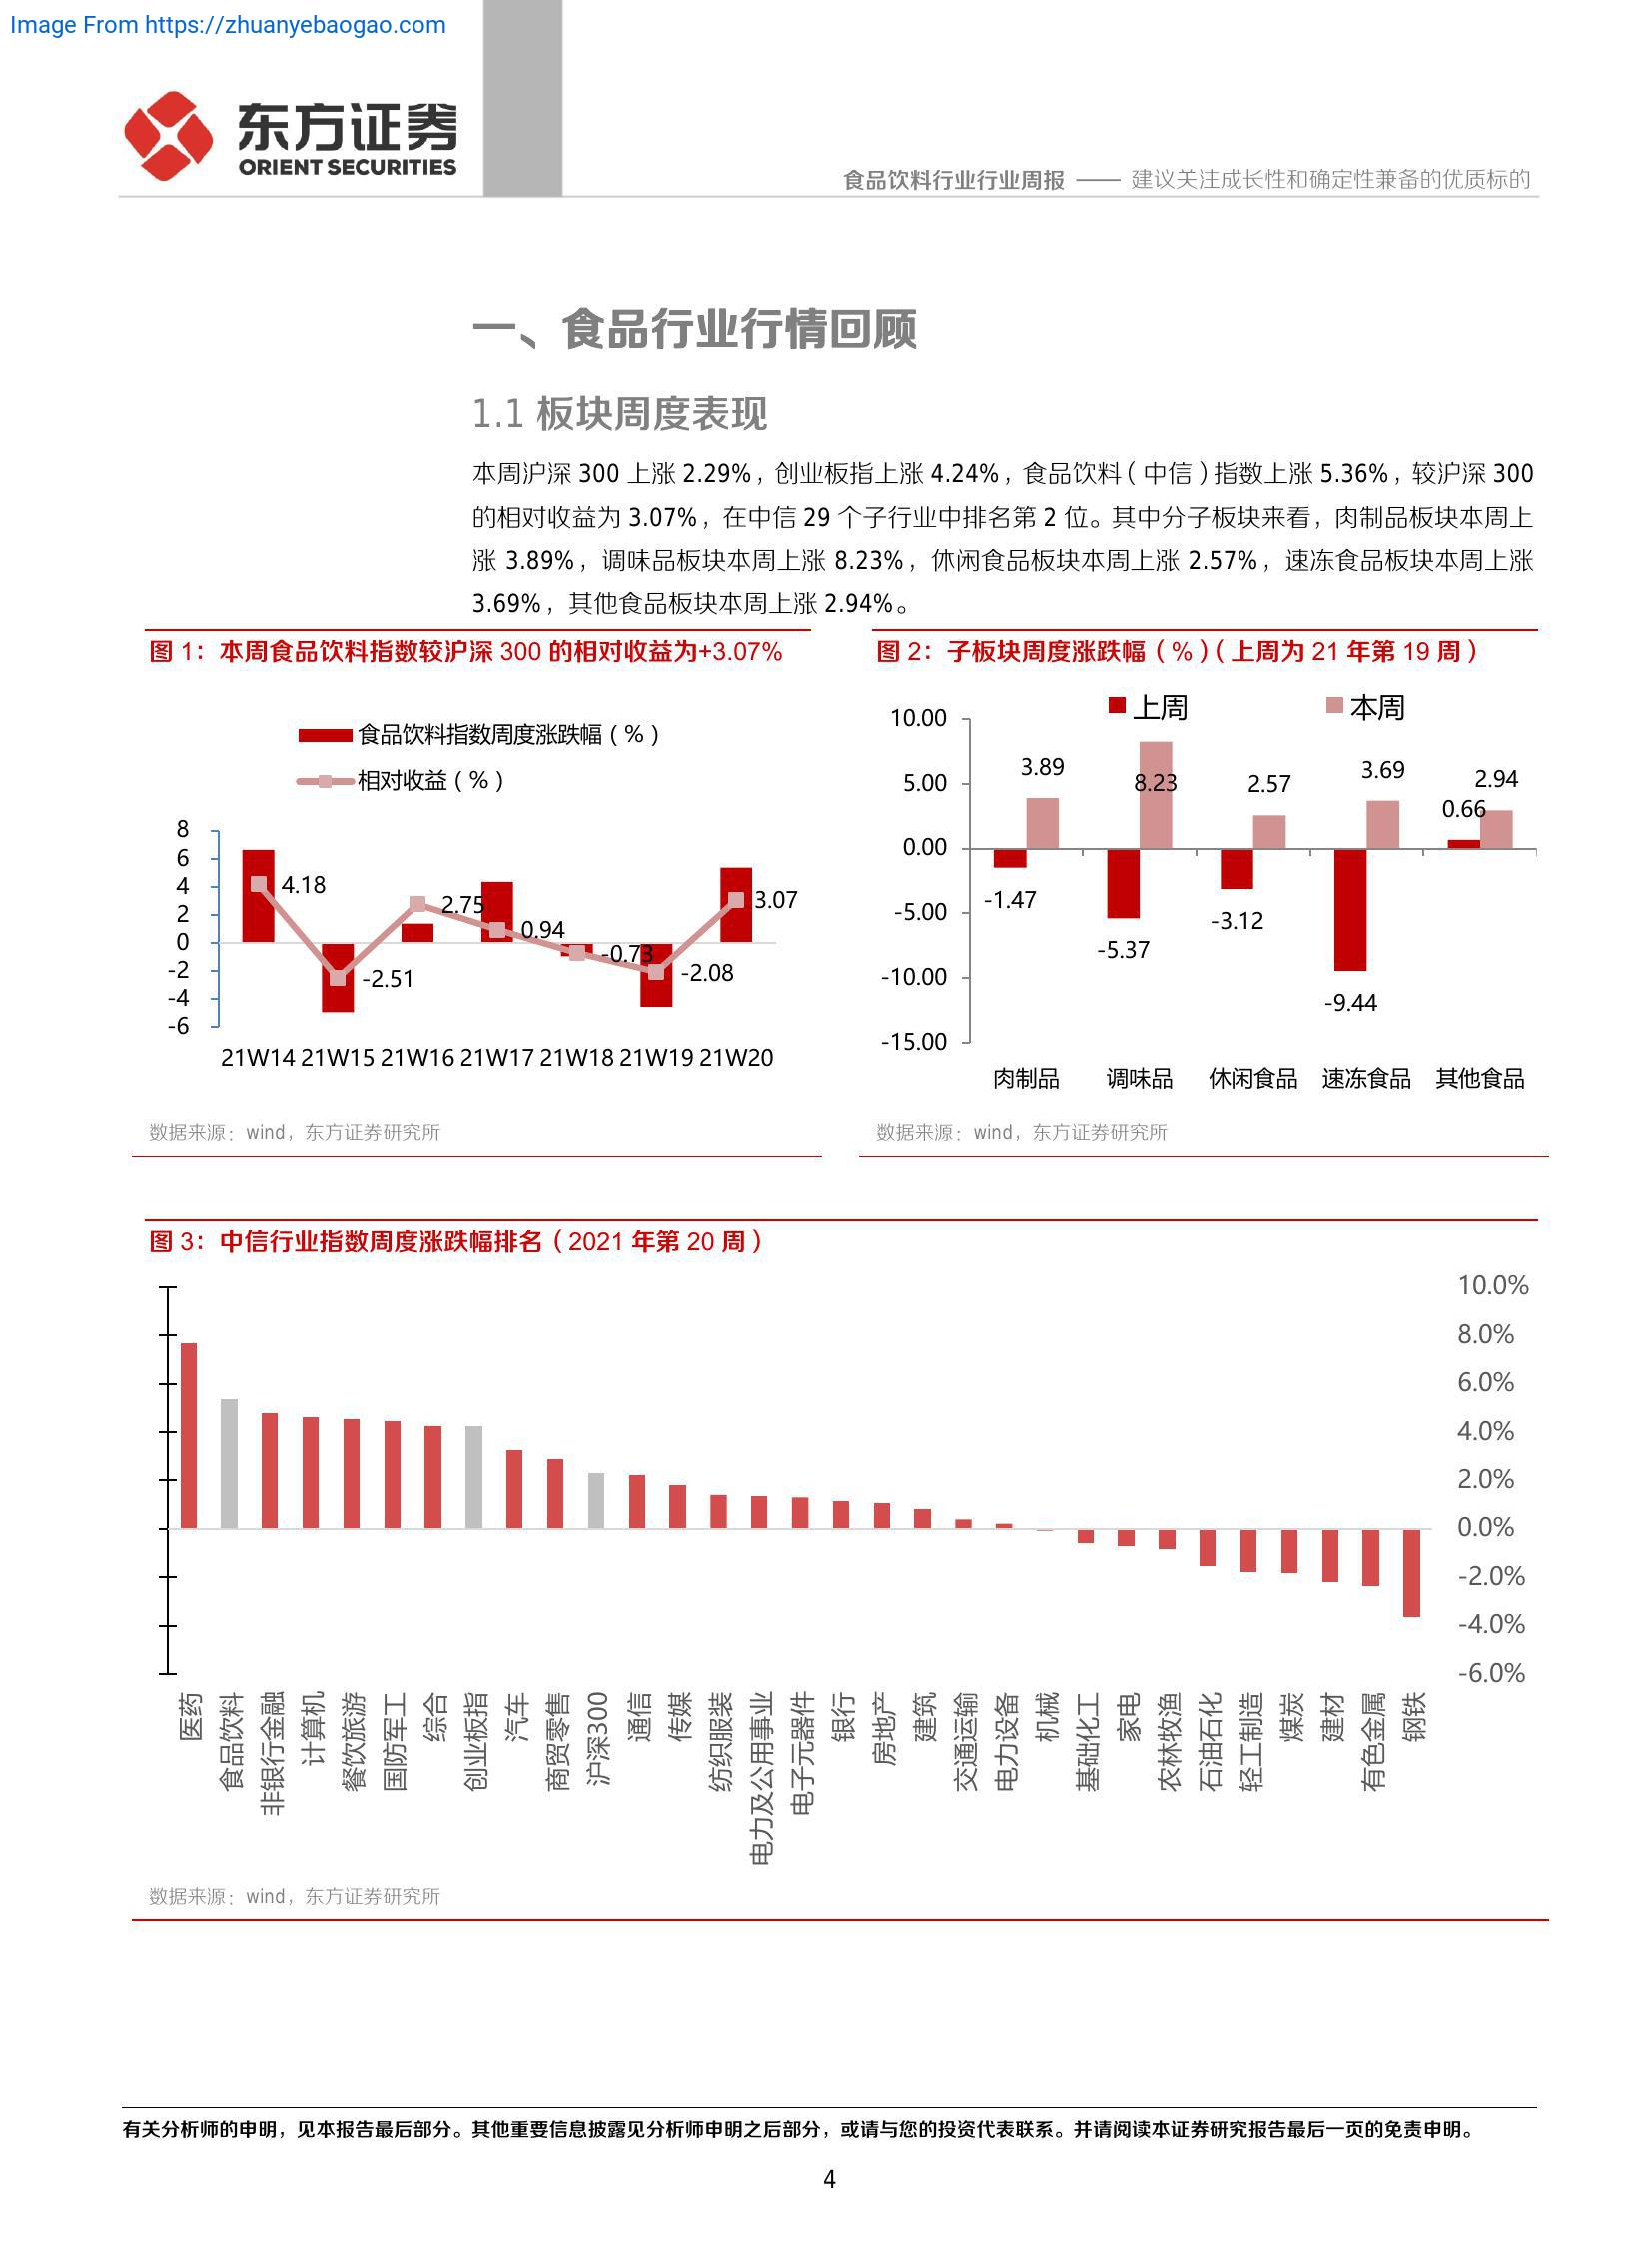 Image From https://zhuanyebaogao.com
东方证券
ORIENT SECURITIES
食品饮料行业行业周报 —— 建议关注成长性和确定性兼备的优质标的
一、食品行业行情回顾
1.1 板块周度表现
本周沪深 300 上涨 2.29%，创业板指上涨 4.24%，食品饮料（中信）指数上涨 5.36%，较沪深 300
的相对收益为 3.07%，在中信 29 个子行业中排名第 2 位。其中分子板块来看，肉制品板块本周上
涨 3.89%，调味品板块本周上涨 8.23%，休闲食品板块本周上涨 2.57%，速冻食品板块本周上涨
3.69%，其他食品板块本周上涨 2.94%。
图 1：本周食品饮料指数较沪深 300 的相对收益为+3.07%
食品饮料指数周度涨跌幅（%）
相对收益（%）
8
6
4
2
0
-2
-4
-6
4.18
-2.51
2.75
0.94
-0.73
-2.08
3.07
21W14 21W15 21W16 21W17 21W18 21W19 21W20
数据来源：wind，东方证券研究所
图 2：子板块周度涨跌幅（%）（上周为 21 年第 19 周）
上周 本周
10.00
5.00
0.00
-5.00
-10.00
-15.00
3.89
8.23
2.57
3.69
2.94
0.66
-1.47
-5.37
-3.12
-9.44
肉制品 调味品 休闲食品 速冻食品 其他食品
数据来源：wind，东方证券研究所
图 3：中信行业指数周度涨跌幅排名（2021 年第 20 周）
10.0%
8.0%
6.0%
4.0%
2.0%
0.0%
-2.0%
-4.0%
-6.0%
医药
食品饮料
非银行金融
计算机
餐饮旅游
国防军工
综合
创业板指
汽车
商贸零售
沪深300
通信
传媒
纺织服装
电力及公用事业
电子元器件
银行
房地产
建筑
交通运输
电力设备
机械
基础化工
家电
农林牧渔
石油石化
轻工制造
煤炭
建材
有色金属
钢铁
数据来源：wind，东方证券研究所
有关分析师的申明，见本报告最后部分。其他重要信息披露见分析师申明之后部分，或请与您的投资代表联系。并请阅读本证券研究报告最后一页的免责申明。
4